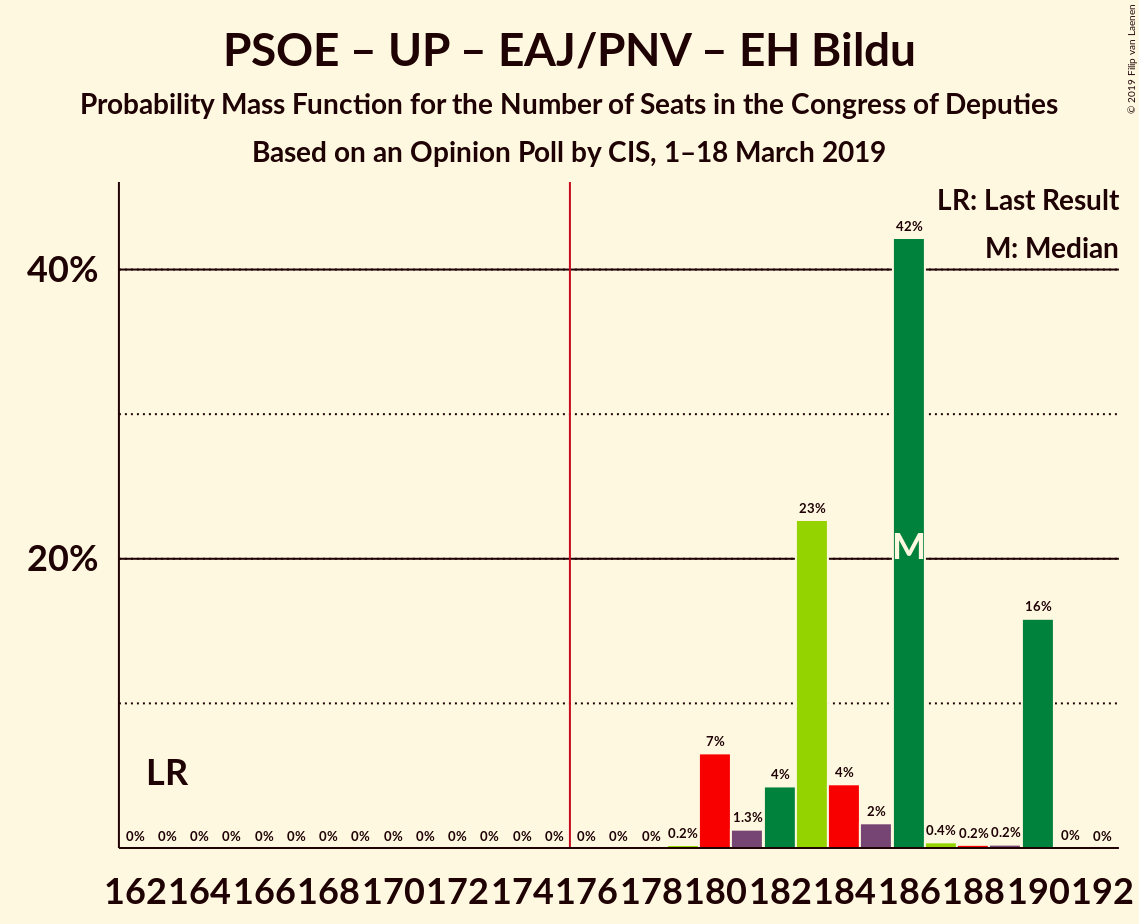 PSOE – UP – EAJ/PNV – EH Bildu
Probability Mass Function for the Number of Seats in the Congress of Deputies
Based on an Opinion Poll by CIS, 1–18 March 2019
© 2019 Filip van Laenen
LR: Last Result
M: Median
40%
20%
42%
23%
16%
7%
4%
4%
2%
1.3%
0.2%
0.4%
0.2%
0.2%
M
LR
0% 0% 0% 0% 0% 0% 0% 0% 0% 0% 0% 0% 0% 0% 0% 0% 0% 0% 0%
162 164 166 168 170 172 174 176 178 180 182 184 186 188 190 192